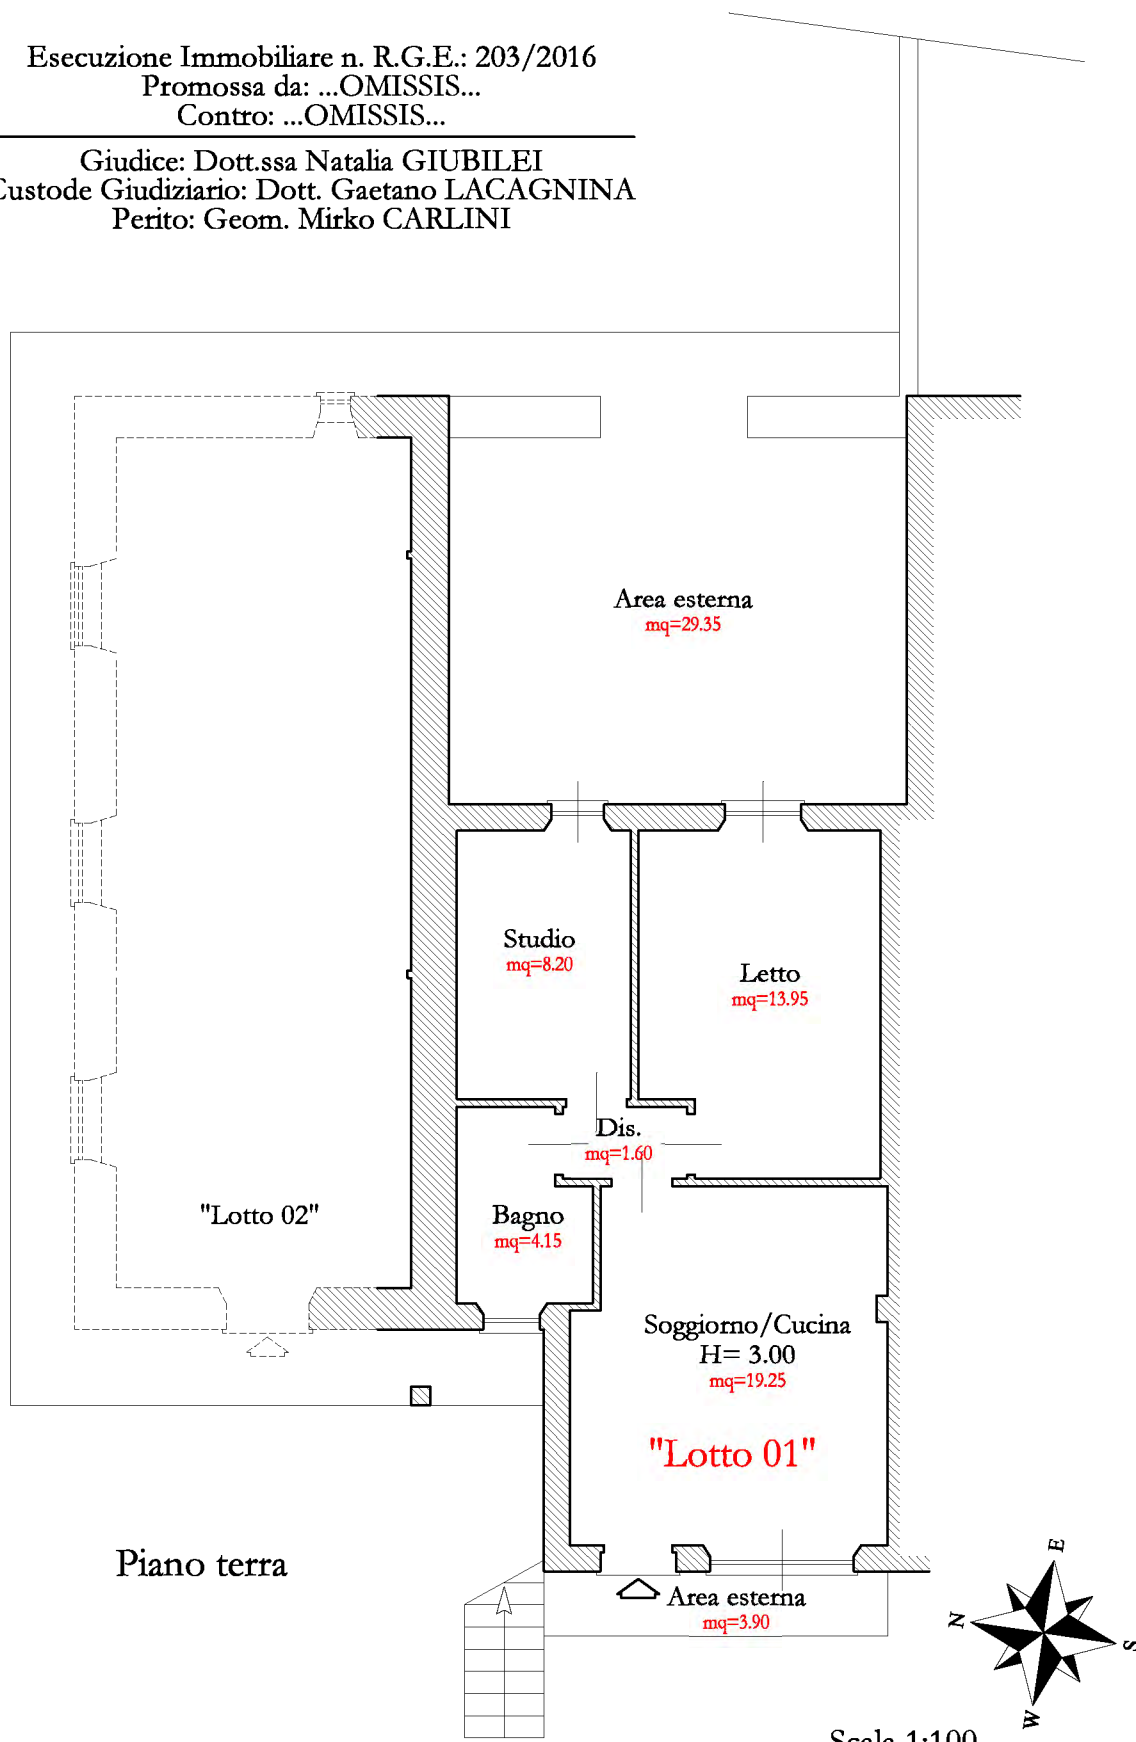 Esecuzione Immobiliare n. R.G.E.: 203/2016
Promossa da: ...OMISSIS...
Contro: ...OMISSIS...
Giudice: Dott.ssa Natalia GIUBILEI
Custode Giudiziario: Dott. Gaetano LACAGNINA
Perito: Geom. Mirko CARLINI
Area esterna
mq=29.35
Studio
mq=8.20
Letto
mq=13.95
Dis.
mq=1.60
"Lotto 02"
Bagno
mq=4.15
Soggiorno/Cucina
H= 3.00
mq=19.25
"Lotto 01"
Piano terra
Area esterna
mq=3.90
E
N
S
W
Scala 1:100